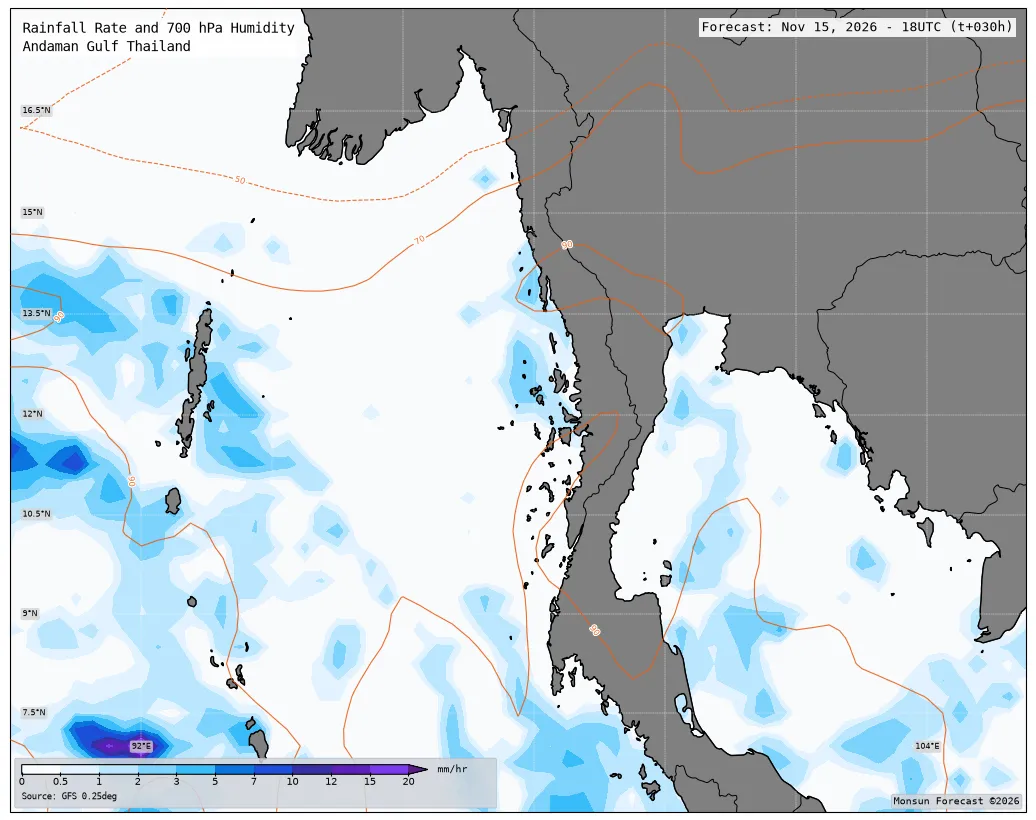 Rainfall Rate and 700 hPa Humidity
Andaman Gulf Thailand
Forecast: Nov 15, 2026 - 18UTC (t+030h)
16.5°N
50
15°N
70
90
13.5°N
90
12°N
90
10.5°N
9°N
90
7.5°N
92°E
104°E
0 0.5 1 2 3 5 7 10 12 15 20 mm/hr
Source: GFS 0.25deg
Monsun Forecast ©2026